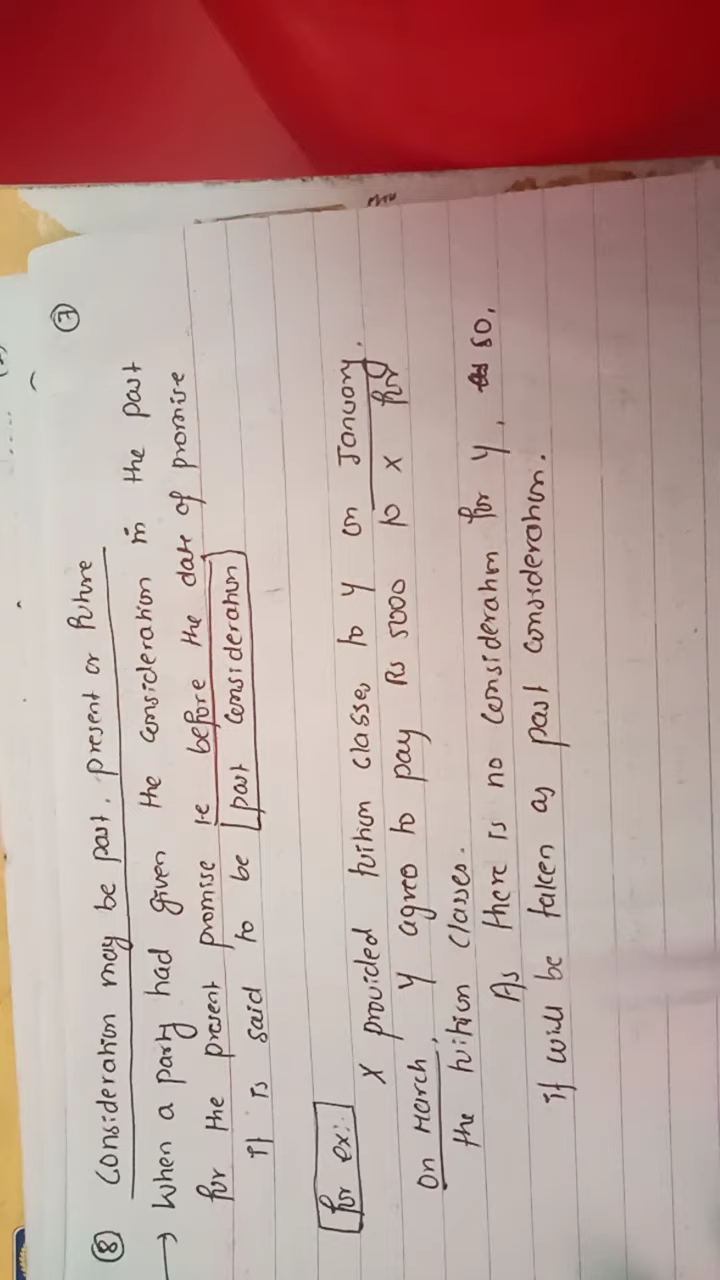 7
8 Consideration may be past, present or future
→ When a party had given the consideration in the past
for the present promise ie before the date of promise
it is said to be past consideration
for ex:
X provided tuition classes to Y on January.
On March, Y agree to pay Rs 5000 to X for
the tuition classes.
As there is no consideration for Y, so,
it will be taken as past consideration.